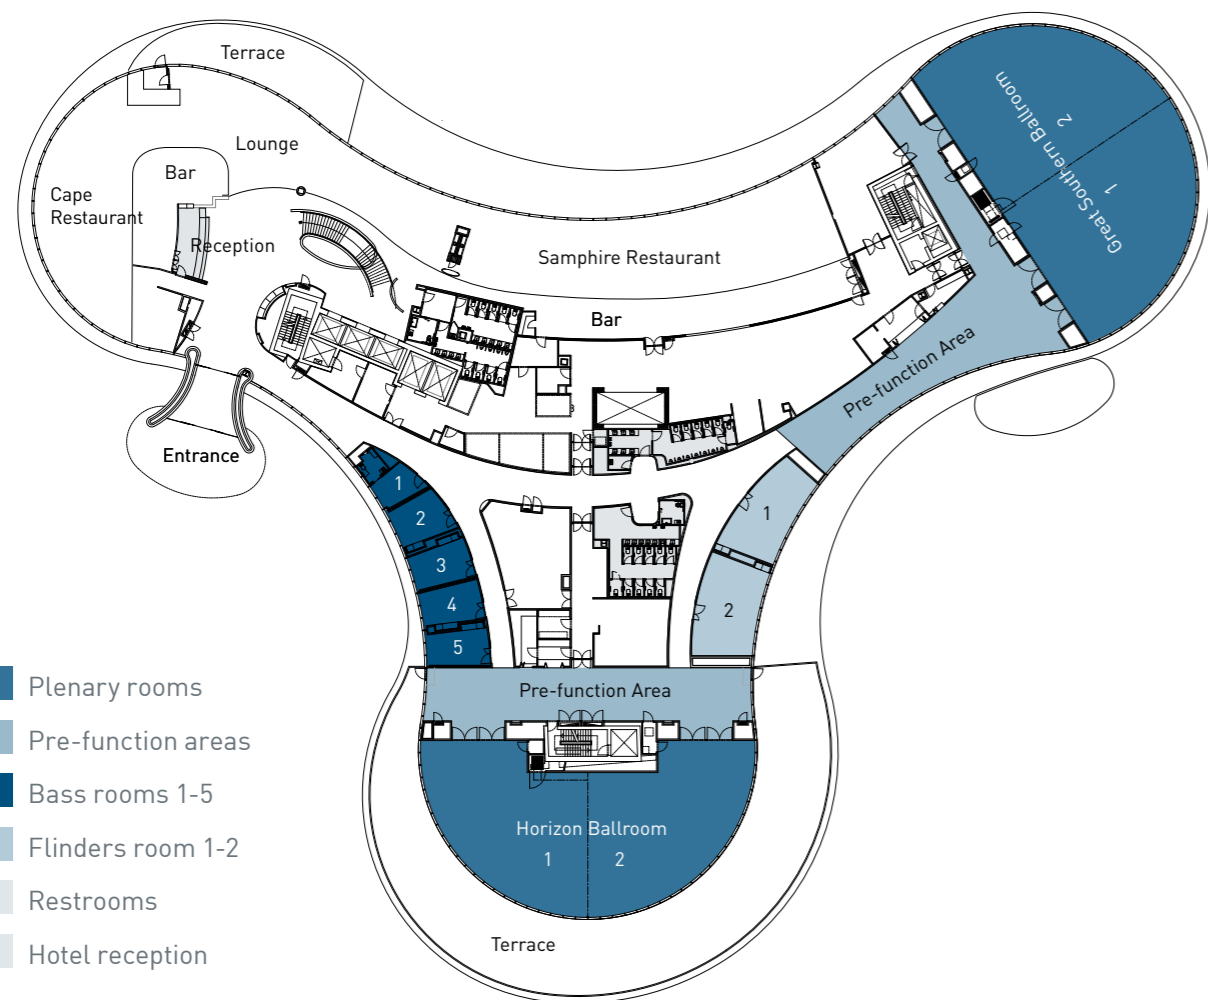 Terrace
Lounge
Bar
Cape
Restaurant
Reception
Samphire Restaurant
Bar
Great Southern Ballroom
2
1
Pre-function Area
Entrance
1
2
3
4
5
1
2
Pre-function Area
Horizon Ballroom
1 2
Terrace
Plenary rooms
Pre-function areas
Bass rooms 1-5
Flinders room 1-2
Restrooms
Hotel reception